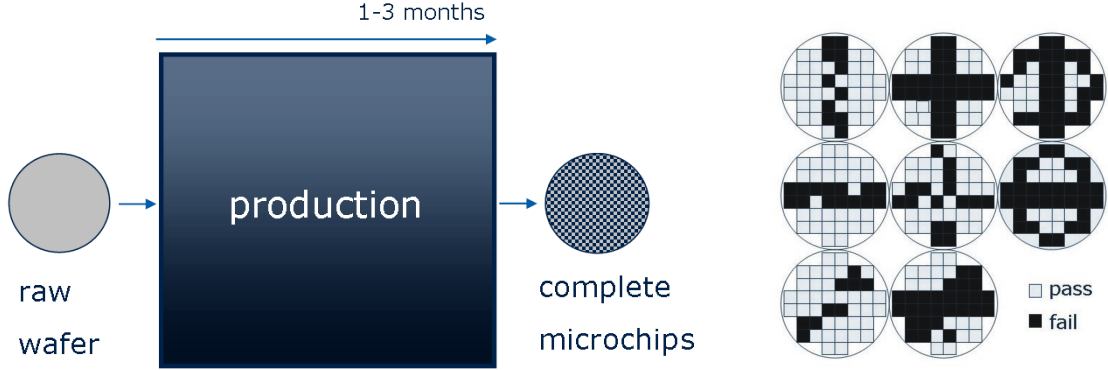 1-3 months
production
raw
wafer
complete
microchips
pass
fail